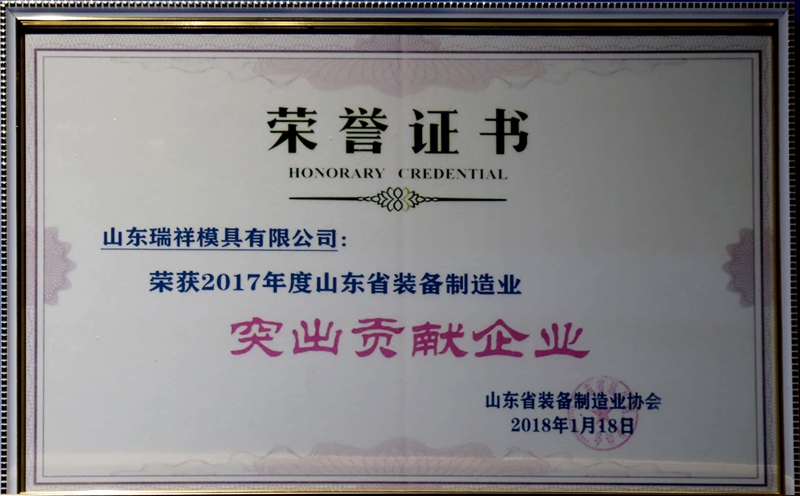 荣誉证书
HONORARY CREDENTIAL
山东瑞祥模具有限公司：
荣获2017年度山东省装备制造业
突出贡献企业
山东省装备制造业协会
2018年1月18日